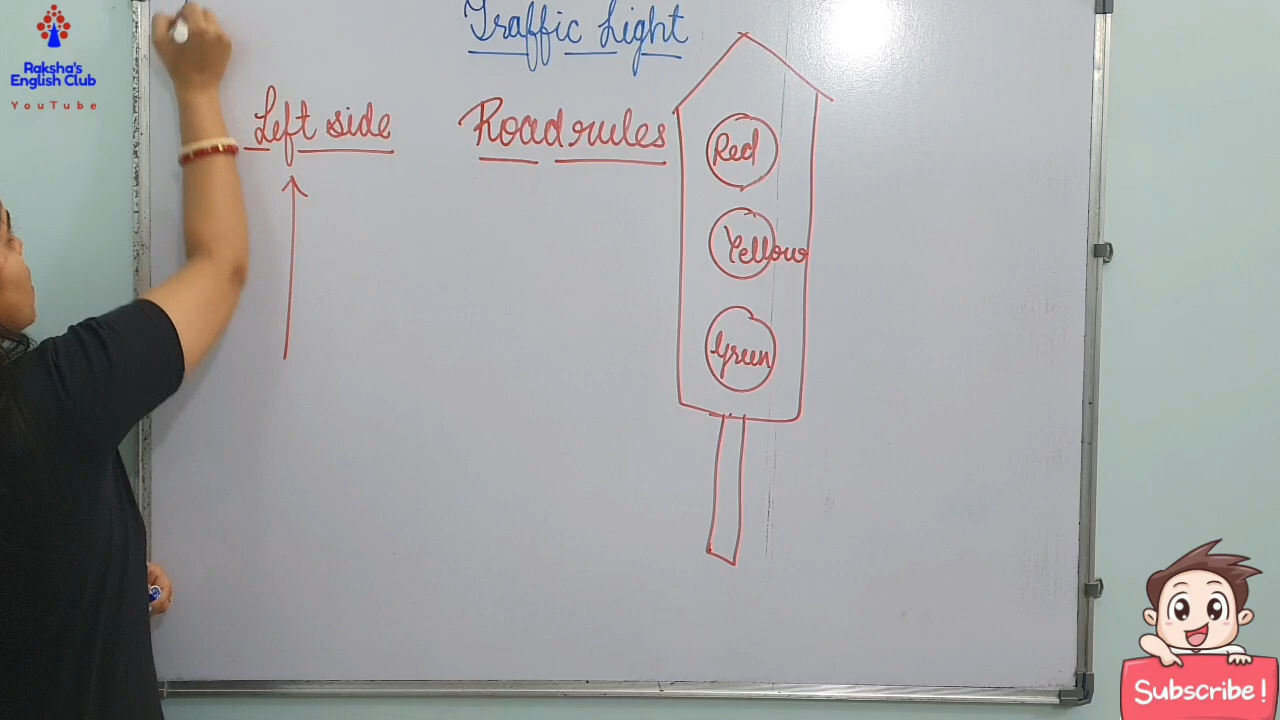 Raksha's
English Club
YouTube
Traffic Light
Left side
Road rules
Red
Yellow
Green
Subscribe!